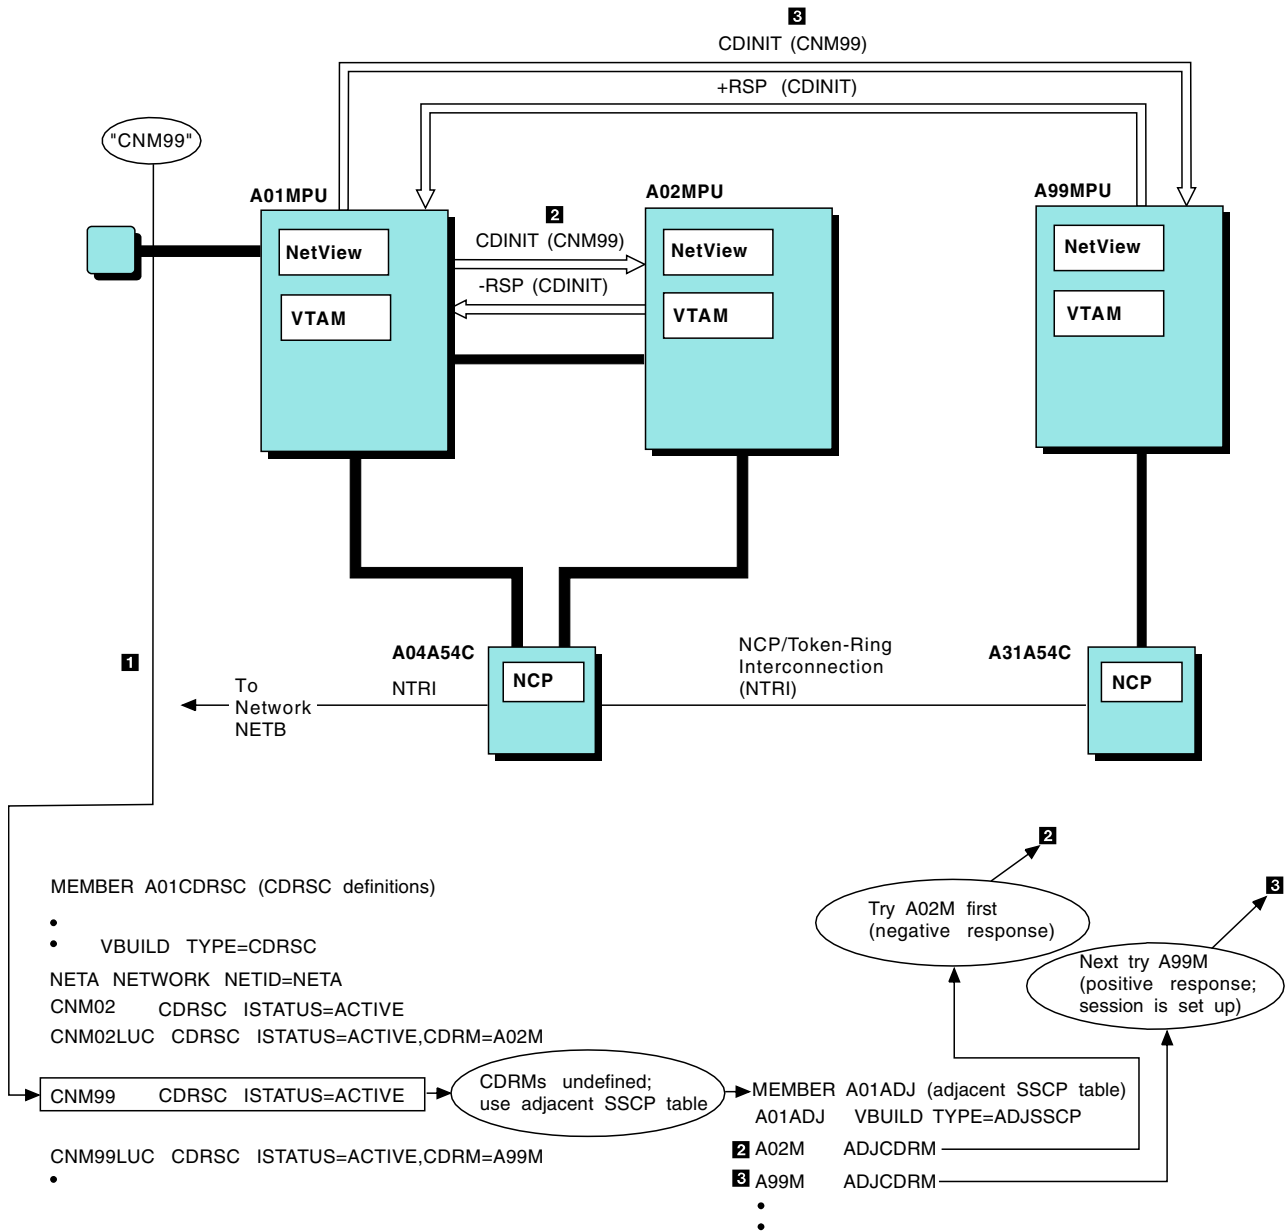 3
CDINIT (CNM99)
+RSP (CDINIT)
"CNM99"
A01MPU
A02MPU
A99MPU
2
CDINIT (CNM99)
-RSP (CDINIT)
NetView
VTAM
NetView
VTAM
NetView
VTAM
1
A04A54C
NTRI
NCP
NCP/Token-Ring
Interconnection
(NTRI)
A31A54C
NCP
To
Network
NETB
MEMBER A01CDRSC (CDRSC definitions)
•
• VBUILD TYPE=CDRSC
NETA NETWORK NETID=NETA
CNM02 CDRSC ISTATUS=ACTIVE
CNM02LUC CDRSC ISTATUS=ACTIVE,CDRM=A02M
CNM99 CDRSC ISTATUS=ACTIVE
CNM99LUC CDRSC ISTATUS=ACTIVE,CDRM=A99M
•
CDRMs undefined;
use adjacent SSCP table
2
Try A02M first
(negative response)
3
Next try A99M
(positive response;
session is set up)
MEMBER A01ADJ (adjacent SSCP table)
A01ADJ VBUILD TYPE=ADJSSCP
2 A02M ADJCDRM
3 A99M ADJCDRM
•
•